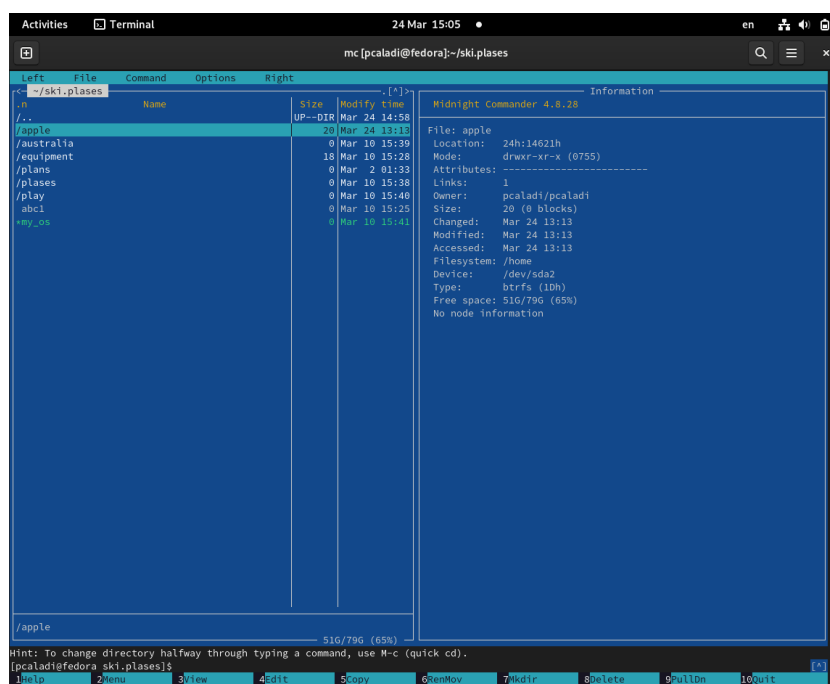 Activities Terminal 24 Mar 15:05 en
mc [pcaladi@fedora]:~/ski.plases
Left File Command Options Right
<- ~/ski.plases .[^]> Information
.n Name Size Modify time Midnight Commander 4.8.28
/.. UP--DIR Mar 24 14:58
/apple 20 Mar 24 13:13 File: apple
/australia 0 Mar 10 15:39 Location: 24h:14621h
/equipment 18 Mar 10 15:28 Mode: drwxr-xr-x (0755)
/plans 0 Mar 2 01:33 Attributes: -------------------------
/plases 0 Mar 10 15:38 Links: 1
/play 0 Mar 10 15:40 Owner: pcaladi/pcaladi
abc1 0 Mar 10 15:25 Size: 20 (0 blocks)
*my_os 0 Mar 10 15:41 Changed: Mar 24 13:13
Modified: Mar 24 13:13
Accessed: Mar 24 13:13
Filesystem: /home
Device: /dev/sda2
Type: btrfs (1Dh)
Free space: 51G/79G (65%)
No node information
/apple
51G/79G (65%)
Hint: To change directory halfway through typing a command, use M-c (quick cd).
[pcaladi@fedora ski.plases]$ [^]
1Help 2Menu 3View 4Edit 5Copy 6RenMov 7Mkdir 8Delete 9PullDn 10Quit